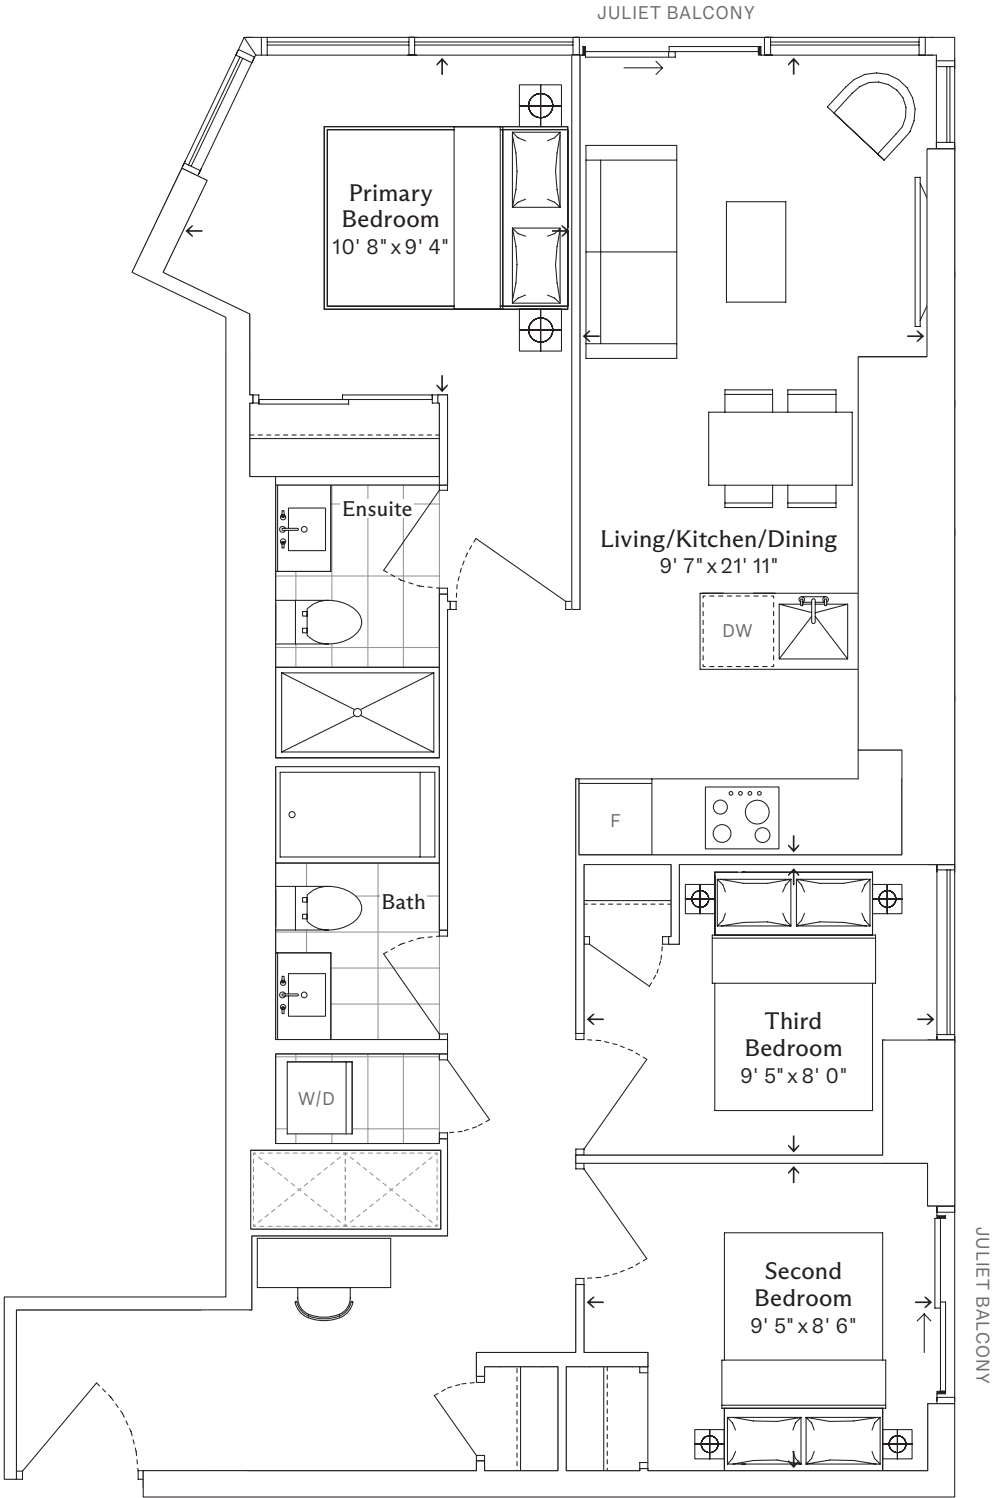 JULIET BALCONY
Primary
Bedroom
10' 8" x 9' 4"
Ensuite
Living/Kitchen/Dining
9' 7" x 21' 11"
DW
F
Bath
Third
Bedroom
9' 5" x 8' 0"
W/D
Second
Bedroom
9' 5" x 8' 6"
JULIET BALCONY